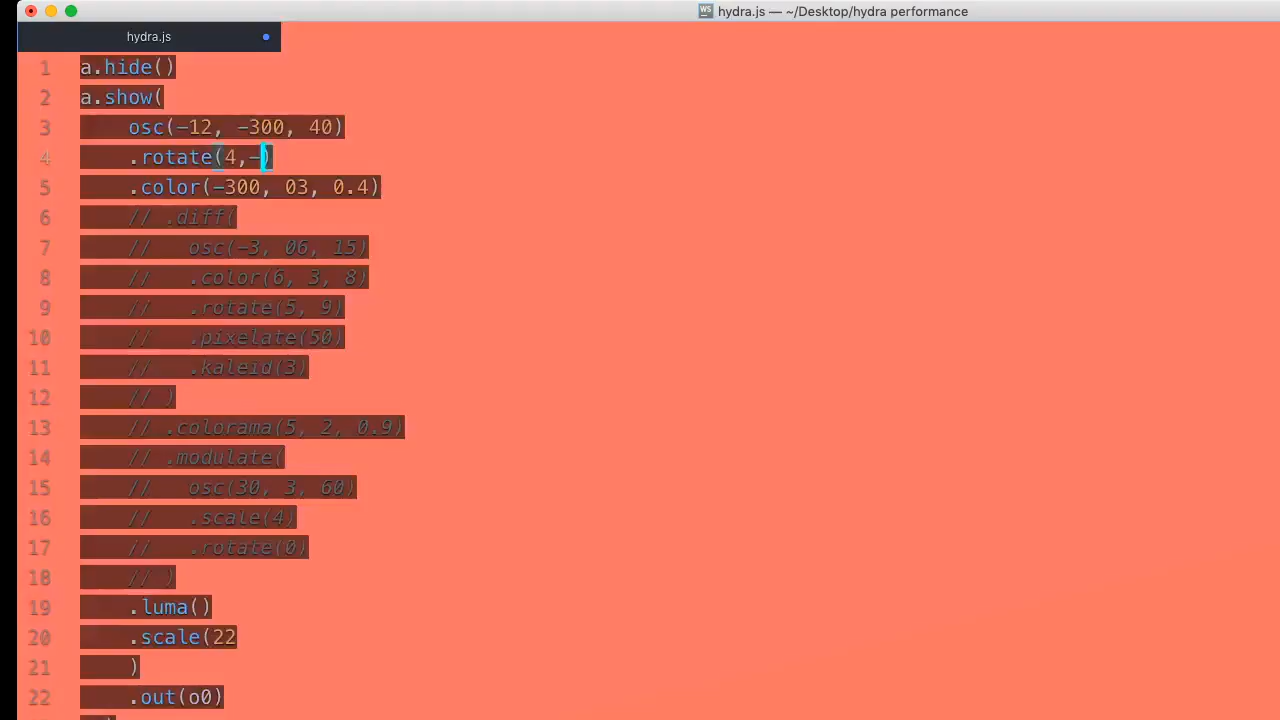 hydra.js — ~/Desktop/hydra performance
hydra.js
1 a.hide()
2 a.show(
3 osc(-12, -300, 40)
4 .rotate(4,-)
5 .color(-300, 03, 0.4)
6 // .diff(
7 // osc(-3, 06, 15)
8 // .color(6, 3, 8)
9 // .rotate(5, 9)
10 // .pixelate(50)
11 // .kaleid(3)
12 // )
13 // .colorama(5, 2, 0.9)
14 // .modulate(
15 // osc(30, 3, 60)
16 // .scale(4)
17 // .rotate(0)
18 // )
19 .luma()
20 .scale(22
21 )
22 .out(o0)